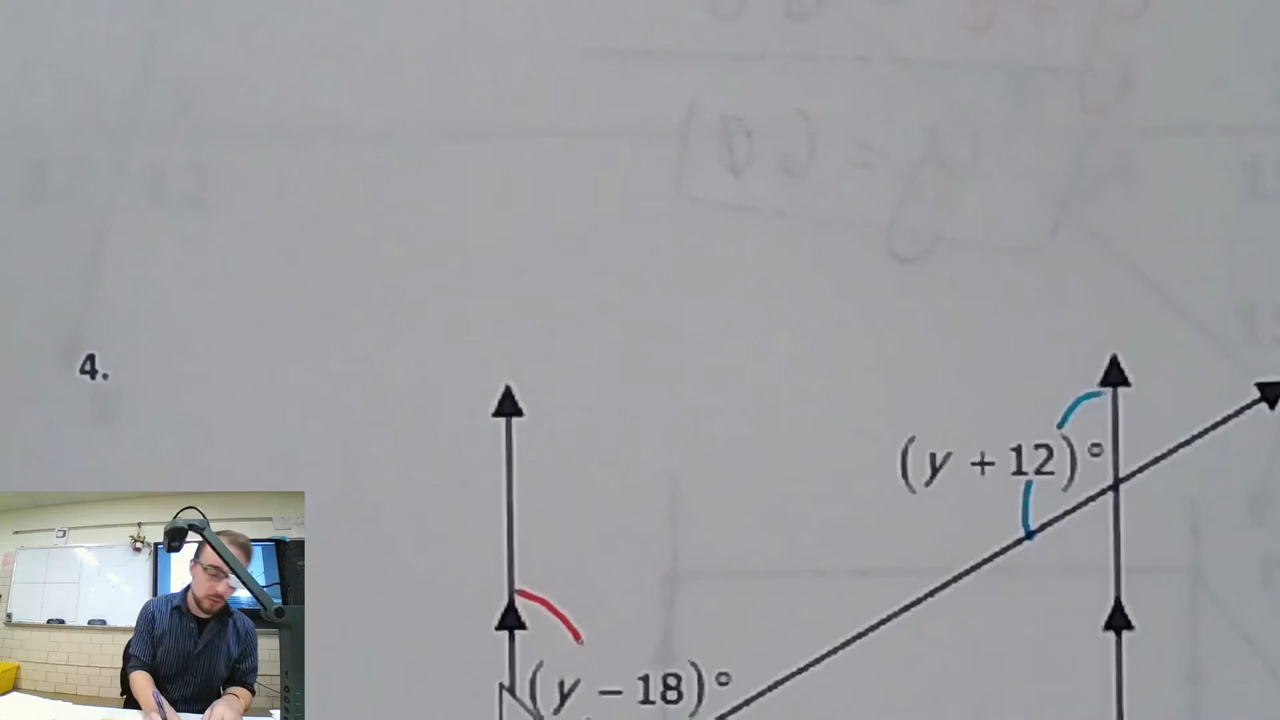 4.
(y + 12)°
(y − 18)°